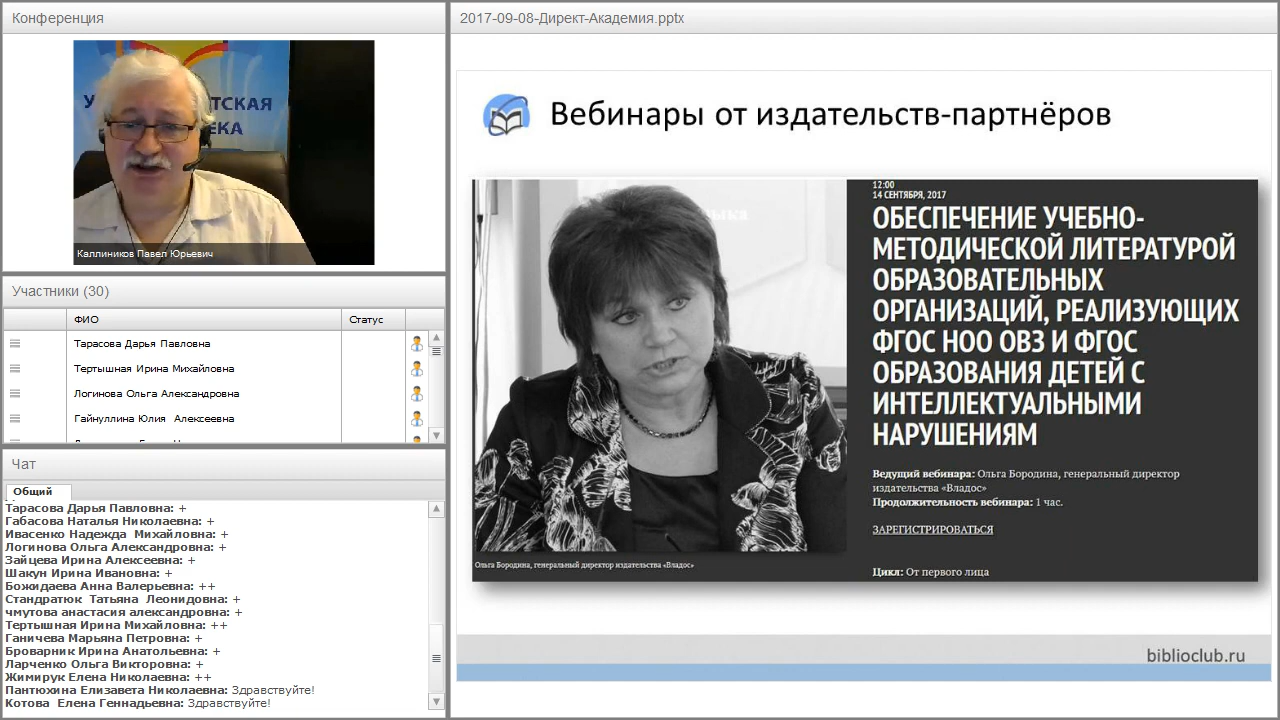 Конференция
У
ТСКАЯ
ЕКА
Каллиников Павел Юрьевич
Участники (30)
ФИО
Статус
Тарасова Дарья Павловна
Тертышная Ирина Михайловна
Логинова Ольга Александровна
Гайнуллина Юлия Алексеевна
Чат
Общий
Тарасова Дарья Павловна: +
Габасова Наталья Николаевна: +
Ивасенко Надежда Михайловна: +
Логинова Ольга Александровна: +
Зайцева Ирина Алексеевна: +
Шакун Ирина Ивановна: +
Божидаева Анна Валерьевна: ++
Стандратюк Татьяна Леонидовна: +
чмутова анастасия александровна: +
Тертышная Ирина Михайловна: ++
Ганичева Марьяна Петровна: +
Броварник Ирина Анатольевна: +
Ларченко Ольга Викторовна: +
Жимирук Елена Николаевна: ++
Пантюхина Елизавета Николаевна: Здравствуйте!
Котова Елена Геннадьевна: Здравствуйте!
2017-09-08-Директ-Академия.pptx
Вебинары от издательств-партнёров
12:00
14 СЕНТЯБРЯ, 2017
ОБЕСПЕЧЕНИЕ УЧЕБНО-
МЕТОДИЧЕСКОЙ ЛИТЕРАТУРОЙ
ОБРАЗОВАТЕЛЬНЫХ
ОРГАНИЗАЦИЙ, РЕАЛИЗУЮЩИХ
ФГОС НОО ОВЗ И ФГОС
ОБРАЗОВАНИЯ ДЕТЕЙ С
ИНТЕЛЛЕКТУАЛЬНЫМИ
НАРУШЕНИЯМ
Ведущий вебинара: Ольга Бородина, генеральный директор
издательства «Владос»
Продолжительность вебинара: 1 час.
ЗАРЕГИСТРИРОВАТЬСЯ
Цикл: От первого лица
Ольга Бородина, генеральный директор издательства «Владос»
biblioclub.ru